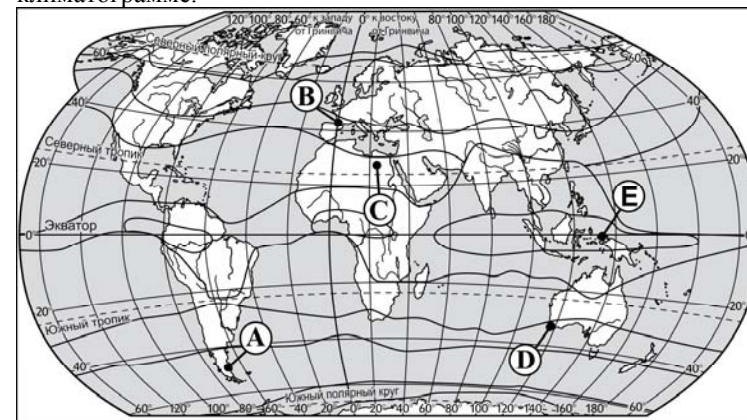 климатограмме.
120° 100° 80° 60° к западу 0° к востоку 60° 80° 100° 120° 140° 160° 180°
от Гринвича от Гринвича
Северный полярный круг
60° 60°
B
40° 40°
Северный тропик
20° 20°
C
E
Экватор
0° 0°
20° 20°
Южный тропик
A
D
40° 40°
Южный полярный круг
60° 120° 100° 80° 60° 40° 20° 0° 20° 40° 60° 80° 100° 120° 140° 160° 180° 60°